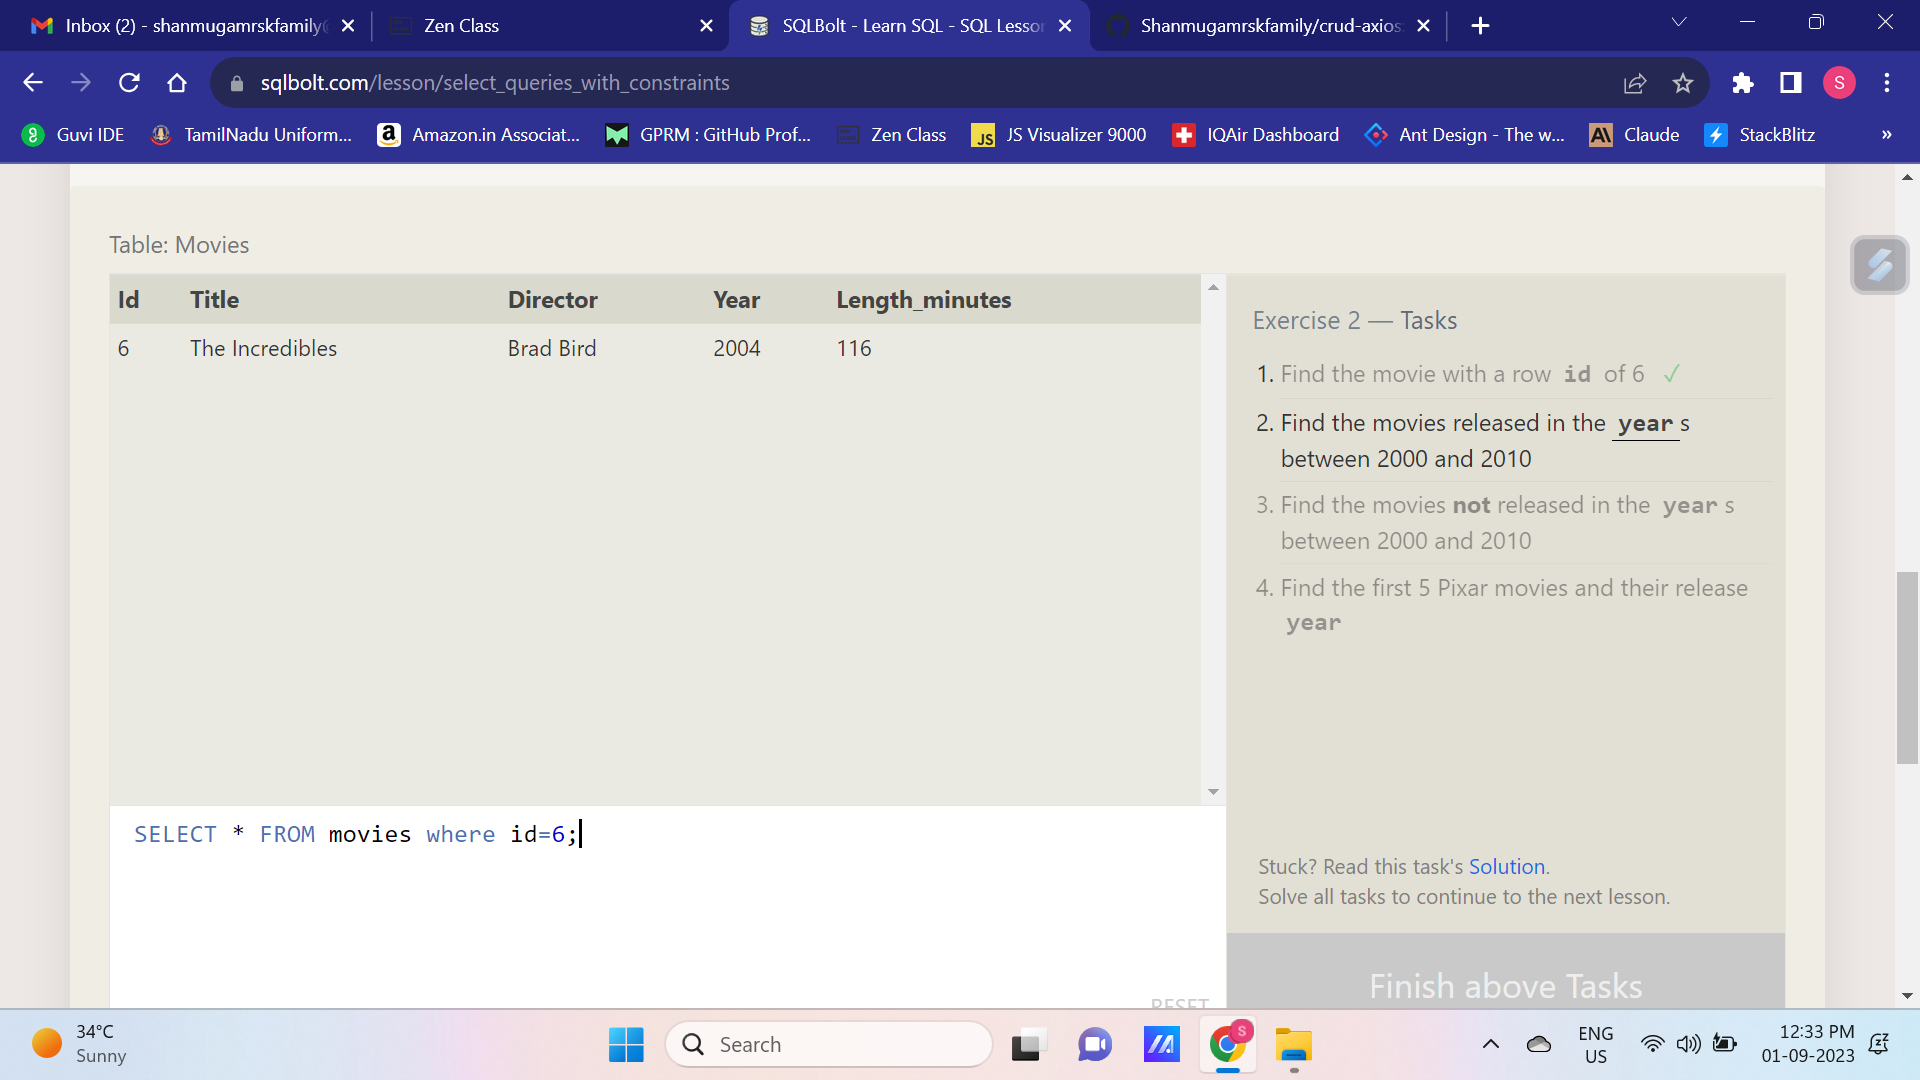 Inbox (2) - shanmugamrskfamily@
Zen Class
SQLBolt - Learn SQL - SQL Lesson
Shanmugamrskfamily/crud-axios
sqlbolt.com/lesson/select_queries_with_constraints
S
Guvi IDE
TamilNadu Uniform...
Amazon.in Associat...
GPRM : GitHub Prof...
Zen Class
JS Visualizer 9000
IQAir Dashboard
Ant Design - The w...
Claude
StackBlitz
»
Table: Movies
Id Title Director Year Length_minutes
6 The Incredibles Brad Bird 2004 116
Exercise 2 — Tasks
1. Find the movie with a row id of 6 ✓
2. Find the movies released in the year s
between 2000 and 2010
3. Find the movies not released in the year s
between 2000 and 2010
4. Find the first 5 Pixar movies and their release
year
SELECT * FROM movies where id=6;
Stuck? Read this task's Solution.
Solve all tasks to continue to the next lesson.
Finish above Tasks
RESET
34°C
Sunny
Search
S
ENG
US
12:33 PM
01-09-2023